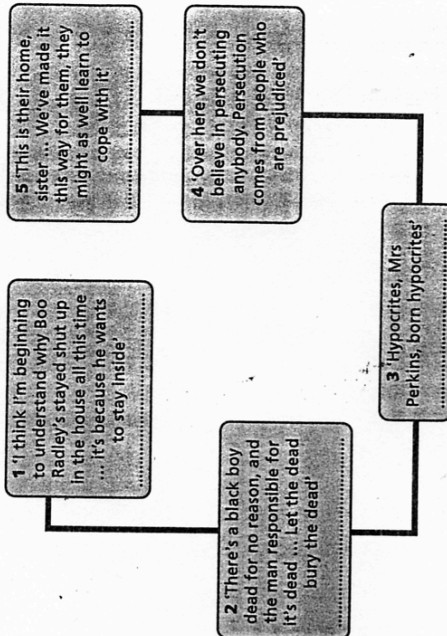 1 'I think I'm beginning
to understand why Boo
Radley's stayed shut up
in the house all this time
... it's because he wants
to stay inside'
2 'There's a black boy
dead for no reason, and
the man responsible for
it's dead ... Let the dead
bury the dead'
3 'Hypocrites, Mrs
Perkins, born hypocrites'
4 'Over here we don't
believe in persecuting
anybody. Persecution
comes from people who
are prejudiced'
5 'This is their home,
sister ... We've made it
this way for them, they
might as well learn to
cope with it'